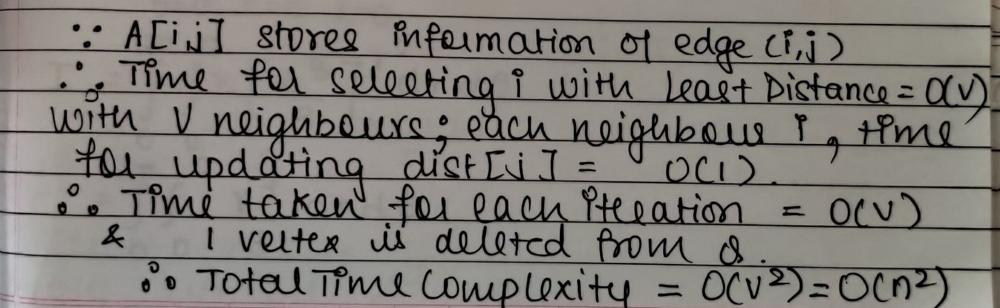 ∵ A[i,j] stores information of edge (i,j)
∴ Time for selecting i with Least Distance = O(V)
with V neighbours; each neighbour i, time
for updating dist[j] = O(1).
∴ Time taken for each iteration = O(V)
& 1 vertex is deleted from Q.
∴ Total Time Complexity = O(V²) = O(n²)